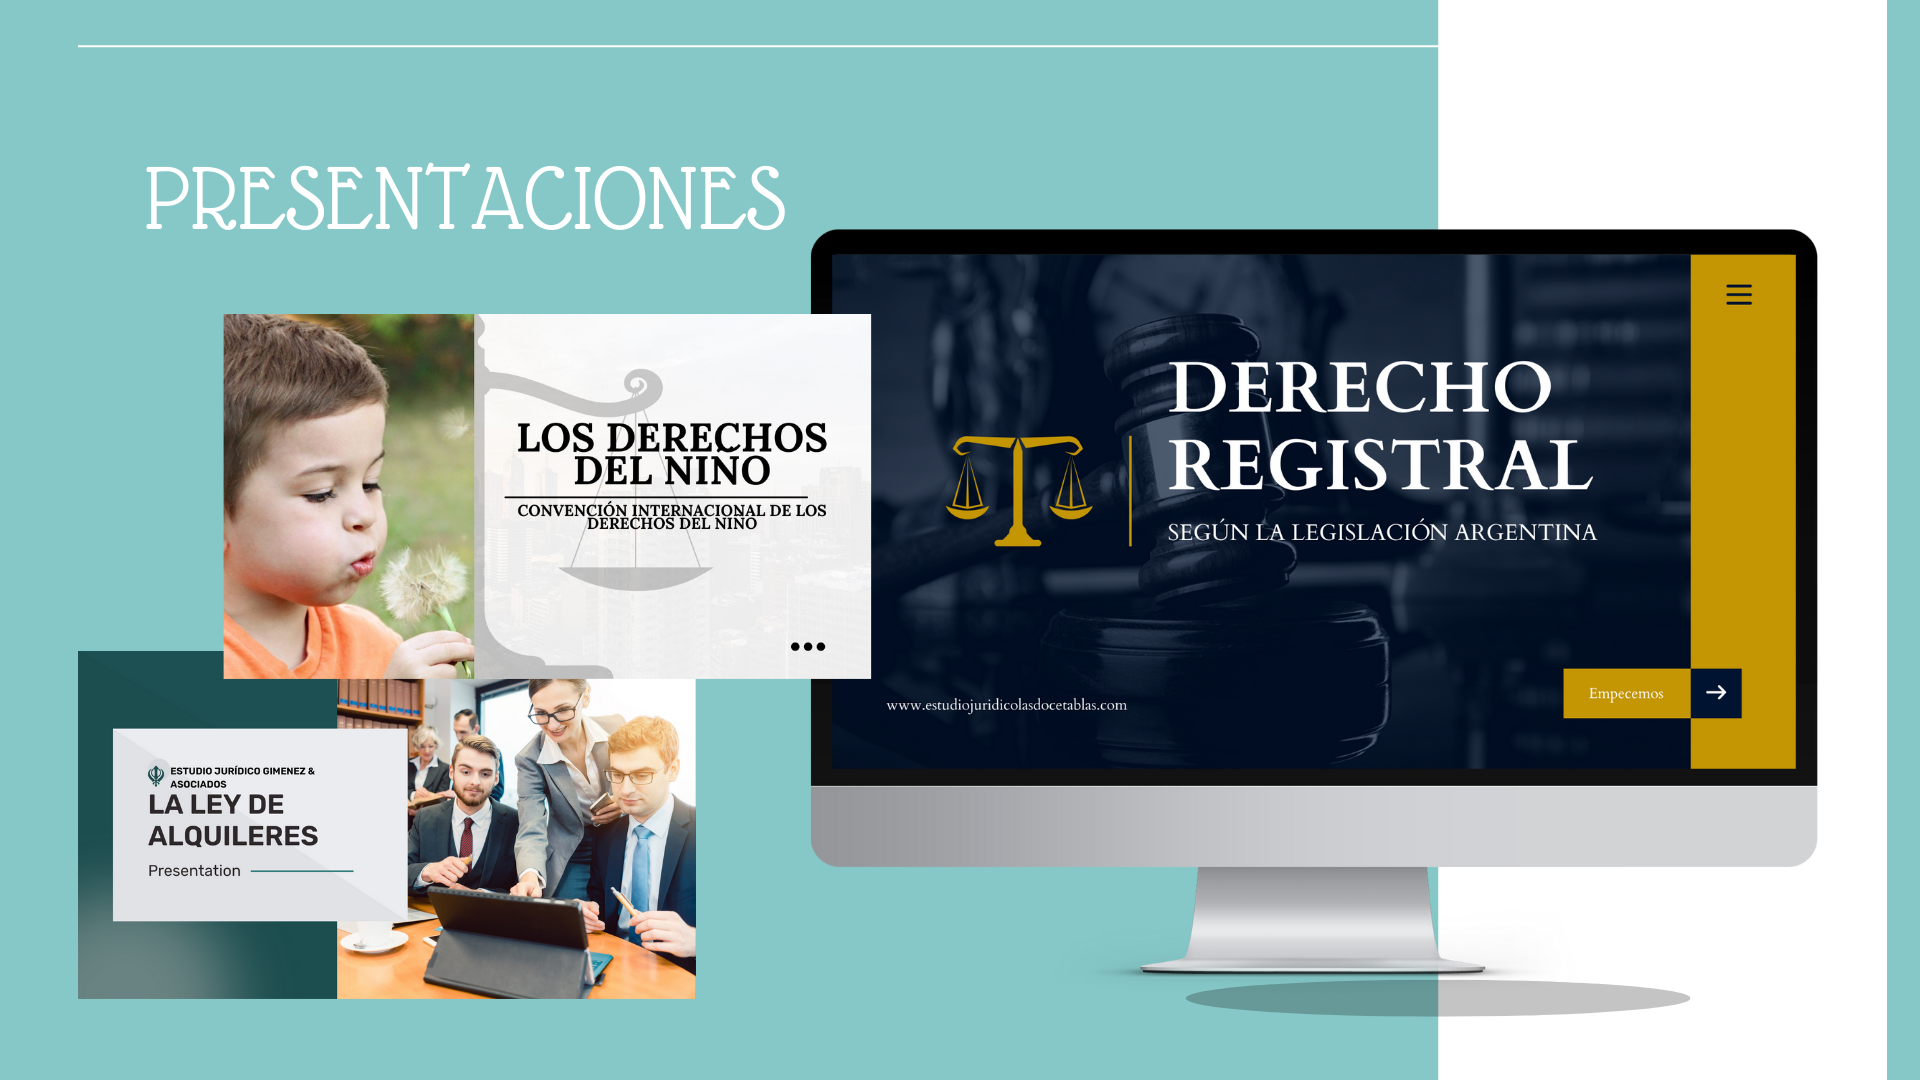 PRESENTACIONES
LOS DERECHOS
DEL NIÑO
CONVENCIÓN INTERNACIONAL DE LOS
DERECHOS DEL NIÑO
DERECHO
REGISTRAL
SEGÚN LA LEGISLACIÓN ARGENTINA
www.estudiojuridicolasdocetablas.com
Empecemos
ESTUDIO JURÍDICO GIMENEZ &
ASOCIADOS
LA LEY DE
ALQUILERES
Presentation